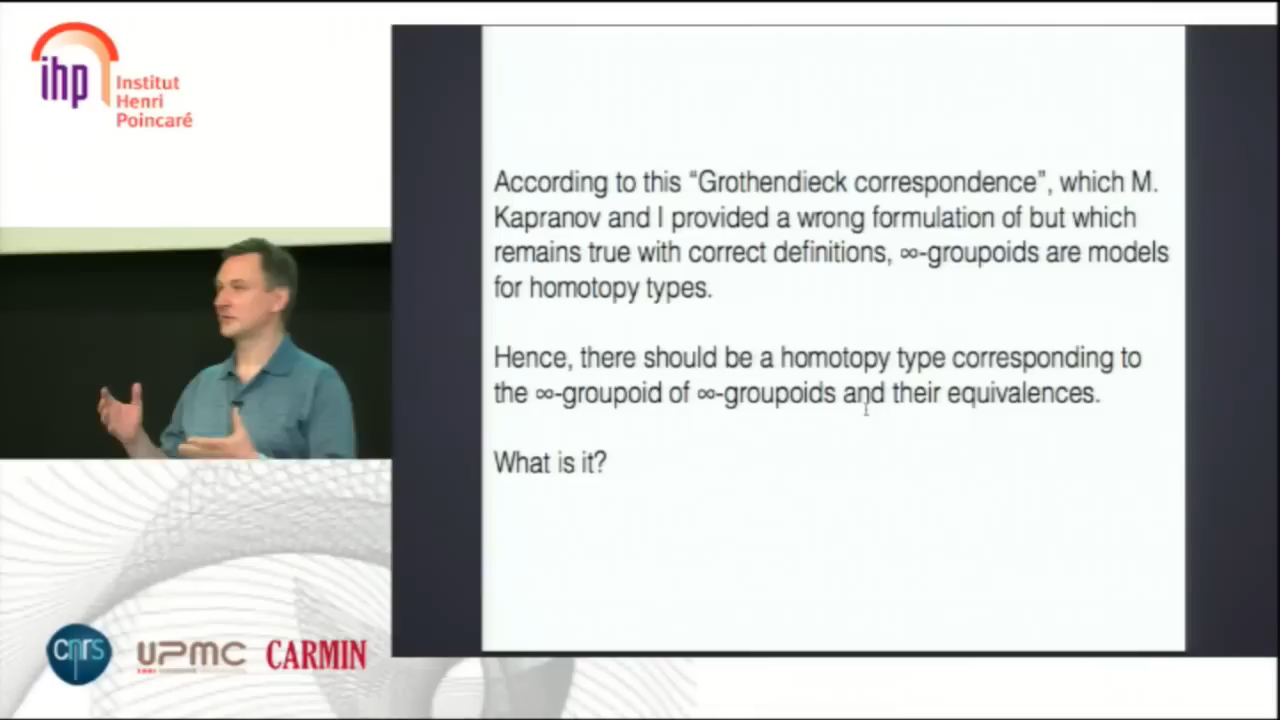 ihp
Institut
Henri
Poincaré
According to this “Grothendieck correspondence”, which M.
Kapranov and I provided a wrong formulation of but which
remains true with correct definitions, ∞-groupoids are models
for homotopy types.
Hence, there should be a homotopy type corresponding to
the ∞-groupoid of ∞-groupoids and their equivalences.
What is it?
cnrs
UPMC
CARMIN